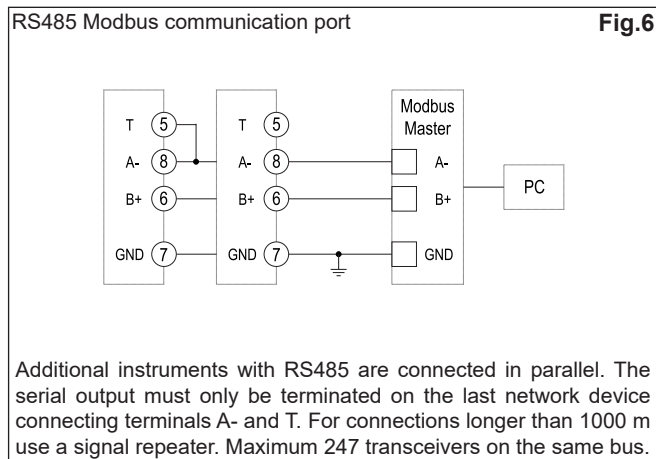 RS485 Modbus communication port
Fig.6
T 5 T 5 Modbus
Master
A- 8 A- 8 A-
B+ 6 B+ 6 B+ PC
GND 7 GND 7 GND
Additional instruments with RS485 are connected in parallel. The
serial output must only be terminated on the last network device
connecting terminals A- and T. For connections longer than 1000 m
use a signal repeater. Maximum 247 transceivers on the same bus.